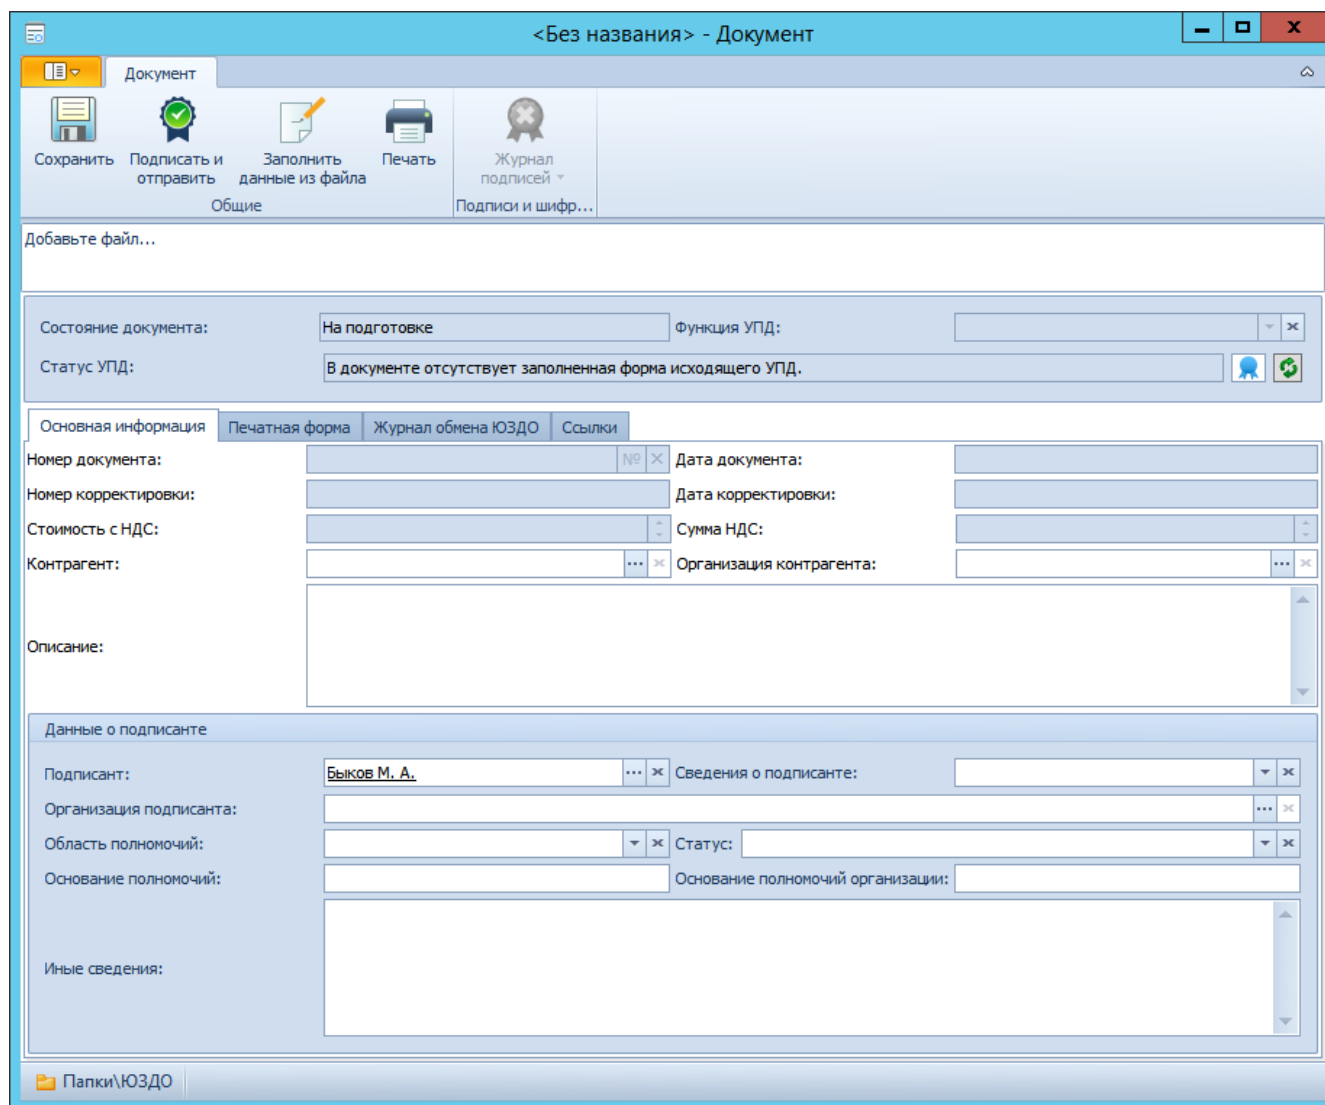 <Без названия> - Документ
Документ
Сохранить
Подписать и отправить
Заполнить данные из файла
Печать
Журнал подписей
Общие
Подписи и шифр...
Добавьте файл...
Состояние документа: На подготовке Функция УПД:
Статус УПД: В документе отсутствует заполненная форма исходящего УПД.
Основная информация Печатная форма Журнал обмена ЮЗДО Ссылки
Номер документа: № Дата документа:
Номер корректировки: Дата корректировки:
Стоимость с НДС: Сумма НДС:
Контрагент: ... Организация контрагента: ...
Описание:
Данные о подписанте
Подписант: Быков М. А. ... Сведения о подписанте:
Организация подписанта: ...
Область полномочий: Статус:
Основание полномочий: Основание полномочий организации:
Иные сведения:
Папки\ЮЗДО